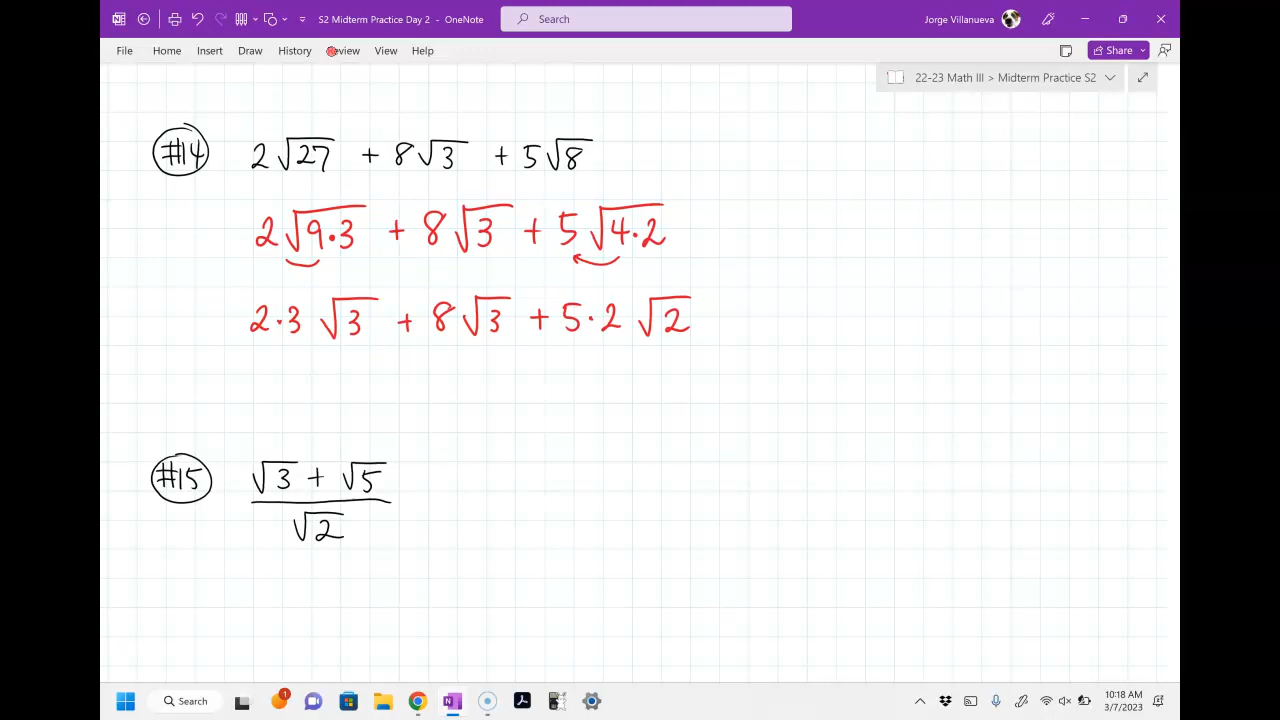 S2 Midterm Practice Day 2 - OneNote
Search
Jorge Villanueva
File Home Insert Draw History Review View Help
Share
22-23 Math III > Midterm Practice S2
#14 2√27 + 8√3 + 5√8
2√9·3 + 8√3 + 5√4·2
2·3√3 + 8√3 + 5·2√2
#15 √3 + √5
√2
Search
1
10:18 AM
3/7/2023